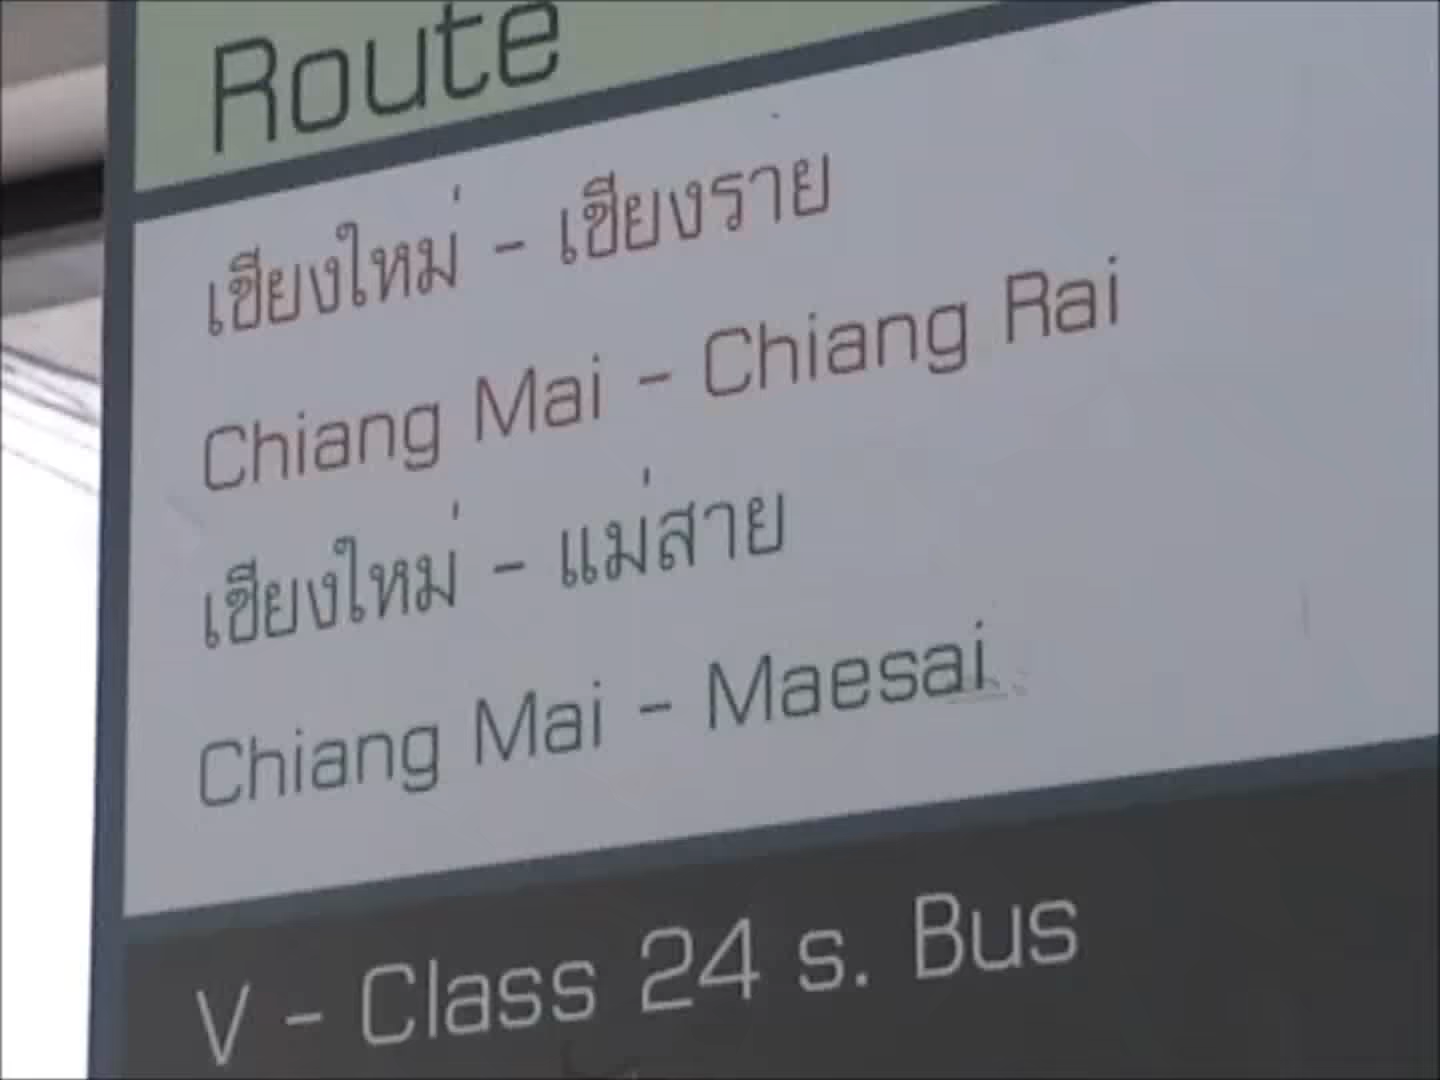 Route
เชียงใหม่ - เชียงราย
Chiang Mai - Chiang Rai
เชียงใหม่ - แม่สาย
Chiang Mai - Maesai
V - Class 24 s. Bus